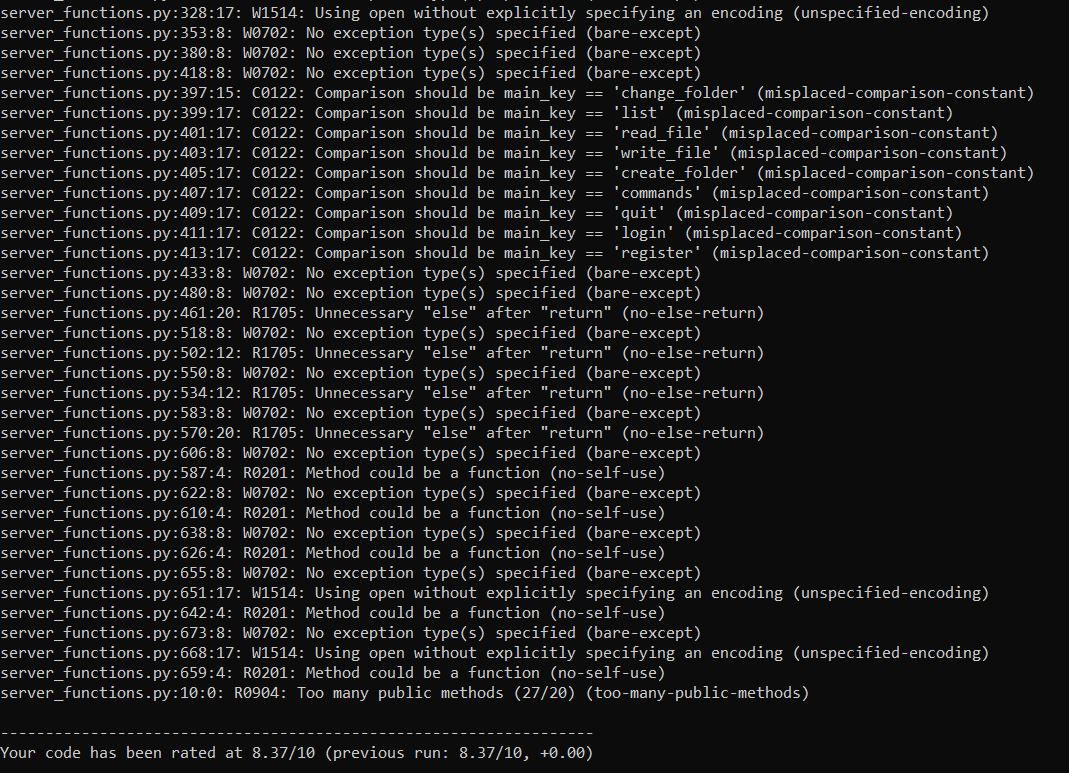 server_functions.py:328:17: W1514: Using open without explicitly specifying an encoding (unspecified-encoding)
server_functions.py:353:8: W0702: No exception type(s) specified (bare-except)
server_functions.py:380:8: W0702: No exception type(s) specified (bare-except)
server_functions.py:418:8: W0702: No exception type(s) specified (bare-except)
server_functions.py:397:15: C0122: Comparison should be main_key == 'change_folder' (misplaced-comparison-constant)
server_functions.py:399:17: C0122: Comparison should be main_key == 'list' (misplaced-comparison-constant)
server_functions.py:401:17: C0122: Comparison should be main_key == 'read_file' (misplaced-comparison-constant)
server_functions.py:403:17: C0122: Comparison should be main_key == 'write_file' (misplaced-comparison-constant)
server_functions.py:405:17: C0122: Comparison should be main_key == 'create_folder' (misplaced-comparison-constant)
server_functions.py:407:17: C0122: Comparison should be main_key == 'commands' (misplaced-comparison-constant)
server_functions.py:409:17: C0122: Comparison should be main_key == 'quit' (misplaced-comparison-constant)
server_functions.py:411:17: C0122: Comparison should be main_key == 'login' (misplaced-comparison-constant)
server_functions.py:413:17: C0122: Comparison should be main_key == 'register' (misplaced-comparison-constant)
server_functions.py:433:8: W0702: No exception type(s) specified (bare-except)
server_functions.py:480:8: W0702: No exception type(s) specified (bare-except)
server_functions.py:461:20: R1705: Unnecessary "else" after "return" (no-else-return)
server_functions.py:518:8: W0702: No exception type(s) specified (bare-except)
server_functions.py:502:12: R1705: Unnecessary "else" after "return" (no-else-return)
server_functions.py:550:8: W0702: No exception type(s) specified (bare-except)
server_functions.py:534:12: R1705: Unnecessary "else" after "return" (no-else-return)
server_functions.py:583:8: W0702: No exception type(s) specified (bare-except)
server_functions.py:570:20: R1705: Unnecessary "else" after "return" (no-else-return)
server_functions.py:606:8: W0702: No exception type(s) specified (bare-except)
server_functions.py:587:4: R0201: Method could be a function (no-self-use)
server_functions.py:622:8: W0702: No exception type(s) specified (bare-except)
server_functions.py:610:4: R0201: Method could be a function (no-self-use)
server_functions.py:638:8: W0702: No exception type(s) specified (bare-except)
server_functions.py:626:4: R0201: Method could be a function (no-self-use)
server_functions.py:655:8: W0702: No exception type(s) specified (bare-except)
server_functions.py:651:17: W1514: Using open without explicitly specifying an encoding (unspecified-encoding)
server_functions.py:642:4: R0201: Method could be a function (no-self-use)
server_functions.py:673:8: W0702: No exception type(s) specified (bare-except)
server_functions.py:668:17: W1514: Using open without explicitly specifying an encoding (unspecified-encoding)
server_functions.py:659:4: R0201: Method could be a function (no-self-use)
server_functions.py:10:0: R0904: Too many public methods (27/20) (too-many-public-methods)
------------------------------------------------------------------
Your code has been rated at 8.37/10 (previous run: 8.37/10, +0.00)